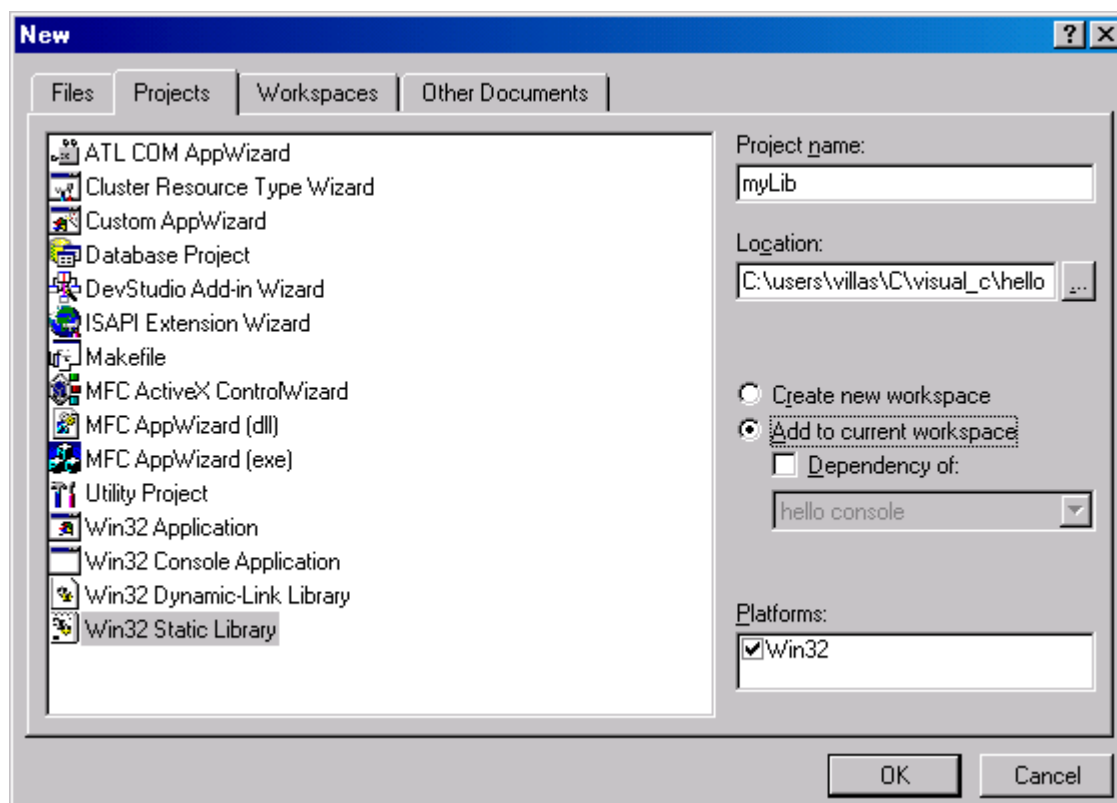 New
Files Projects Workspaces Other Documents
ATL COM AppWizard
Cluster Resource Type Wizard
Custom AppWizard
Database Project
DevStudio Add-in Wizard
ISAPI Extension Wizard
Makefile
MFC ActiveX ControlWizard
MFC AppWizard (dll)
MFC AppWizard (exe)
Utility Project
Win32 Application
Win32 Console Application
Win32 Dynamic-Link Library
Win32 Static Library
Project name:
myLib
Location:
C:\users\villas\C\visual_c\hello ...
Create new workspace
Add to current workspace
Dependency of:
hello console
Platforms:
Win32
OK Cancel